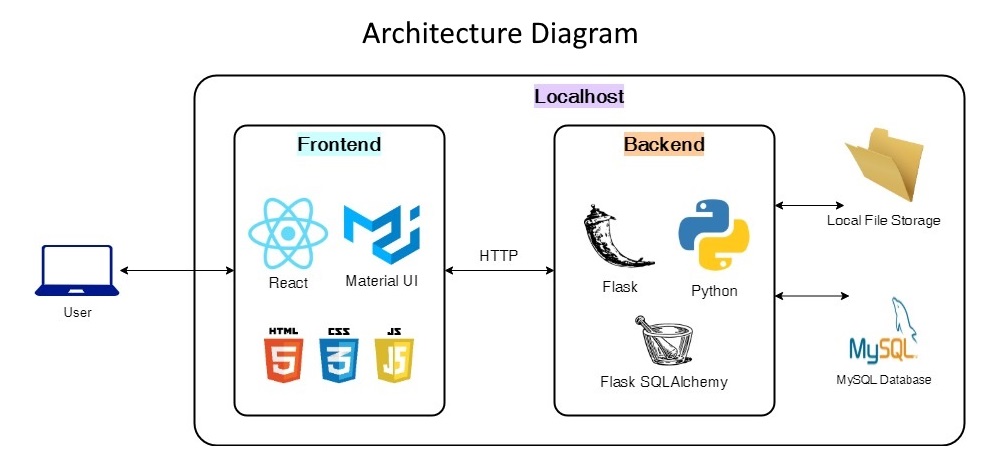 Architecture Diagram
Localhost
Frontend
React
Material UI
HTML
5
CSS
3
JS
JS
User
HTTP
Backend
Flask
Python
Flask SQLAlchemy
Local File Storage
MySQL
MySQL Database